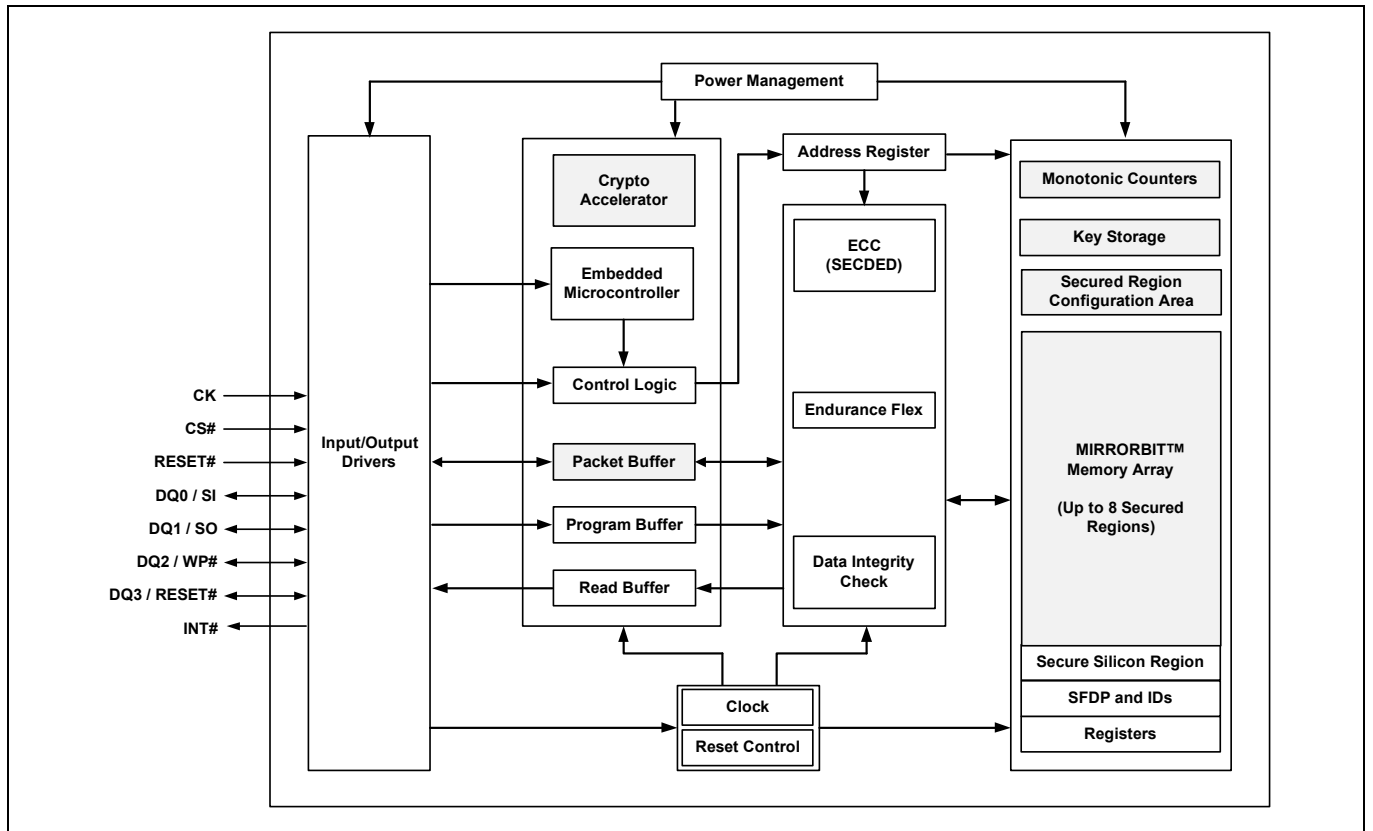 Power Management
Crypto
Accelerator
Embedded
Microcontroller
Control Logic
Packet Buffer
Program Buffer
Read Buffer
Address Register
ECC
(SECDED)
Endurance Flex
Data Integrity
Check
Monotonic Counters
Key Storage
Secured Region
Configuration Area
MIRRORBIT™
Memory Array
(Up to 8 Secured
Regions)
Secure Silicon Region
SFDP and IDs
Registers
Input/Output
Drivers
CK
CS#
RESET#
DQ0 / SI
DQ1 / SO
DQ2 / WP#
DQ3 / RESET#
INT#
Clock
Reset Control